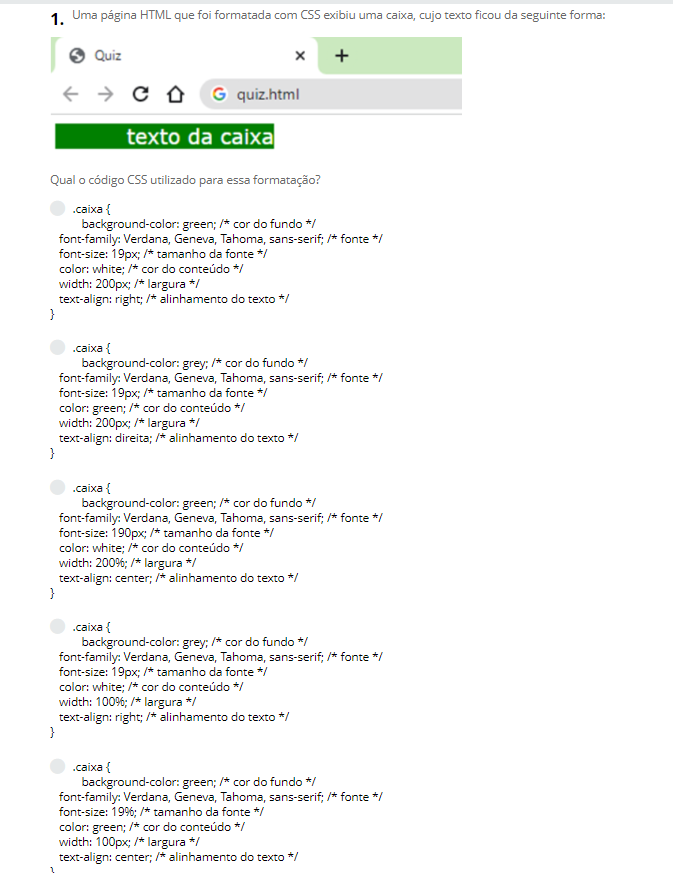 1. Uma página HTML que foi formatada com CSS exibiu uma caixa, cujo texto ficou da seguinte forma:
Quiz × +
G quiz.html
texto da caixa
Qual o código CSS utilizado para essa formatação?
.caixa {
background-color: green; /* cor do fundo */
font-family: Verdana, Geneva, Tahoma, sans-serif; /* fonte */
font-size: 19px; /* tamanho da fonte */
color: white; /* cor do conteúdo */
width: 200px; /* largura */
text-align: right; /* alinhamento do texto */
}
.caixa {
background-color: grey; /* cor do fundo */
font-family: Verdana, Geneva, Tahoma, sans-serif; /* fonte */
font-size: 19px; /* tamanho da fonte */
color: green; /* cor do conteúdo */
width: 200px; /* largura */
text-align: direita; /* alinhamento do texto */
}
.caixa {
background-color: green; /* cor do fundo */
font-family: Verdana, Geneva, Tahoma, sans-serif; /* fonte */
font-size: 190px; /* tamanho da fonte */
color: white; /* cor do conteúdo */
width: 200%; /* largura */
text-align: center; /* alinhamento do texto */
}
.caixa {
background-color: grey; /* cor do fundo */
font-family: Verdana, Geneva, Tahoma, sans-serif; /* fonte */
font-size: 19px; /* tamanho da fonte */
color: white; /* cor do conteúdo */
width: 100%; /* largura */
text-align: right; /* alinhamento do texto */
}
.caixa {
background-color: green; /* cor do fundo */
font-family: Verdana, Geneva, Tahoma, sans-serif; /* fonte */
font-size: 19%; /* tamanho da fonte */
color: green; /* cor do conteúdo */
width: 100px; /* largura */
text-align: center; /* alinhamento do texto */
}